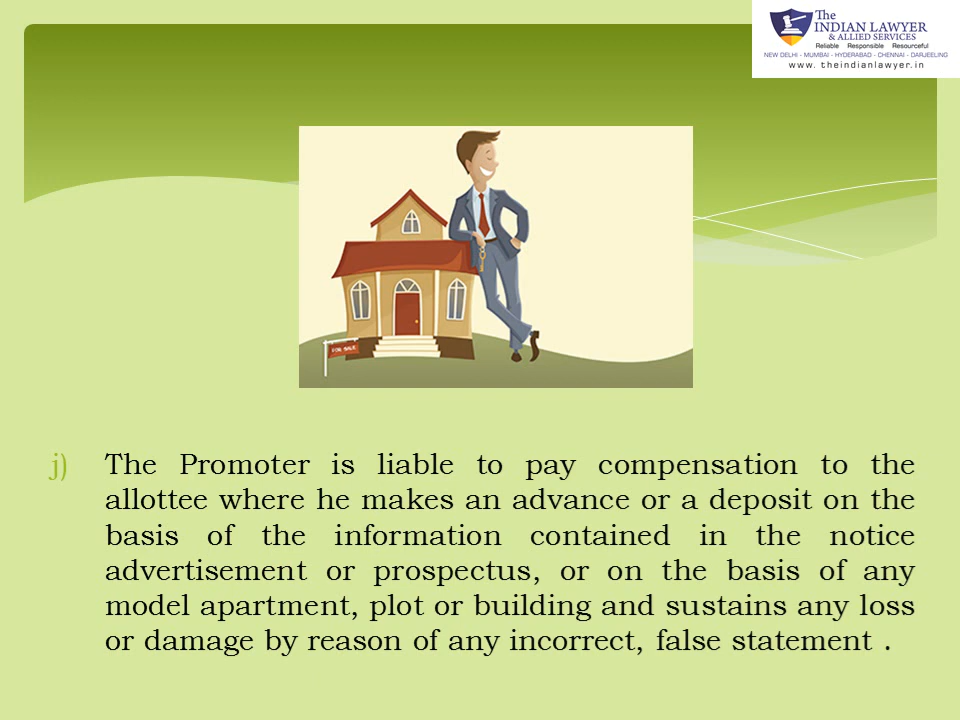 The
INDIAN LAWYER
& ALLIED SERVICES
Reliable Responsible Resourceful
NEW DELHI - MUMBAI - HYDERABAD - CHENNAI - DARJEELING
www. theindianlawyer.in
FOR SALE
j) The Promoter is liable to pay compensation to the
allottee where he makes an advance or a deposit on the
basis of the information contained in the notice
advertisement or prospectus, or on the basis of any
model apartment, plot or building and sustains any loss
or damage by reason of any incorrect, false statement .